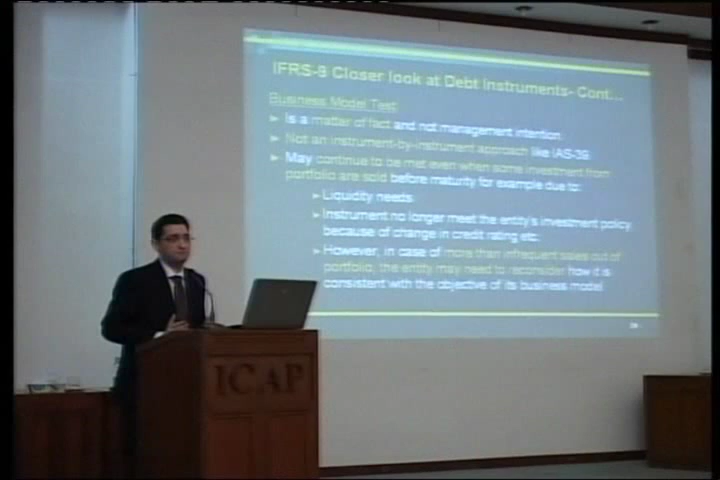 IFRS-9 Closer look at Debt Instruments- Cont...
Business Model Test
► Is a matter of fact and not management intention
► Not an instrument-by-instrument approach like IAS-39
► May continue to be met even when some investment from
portfolio are sold before maturity for example due to:
►Liquidity needs
►Instrument no longer meet the entity's investment policy
because of change in credit rating etc.
►However, in case of more than infrequent sales out of
portfolio, the entity may need to reconsider how it is
consistent with the objective of its business model
ICAP